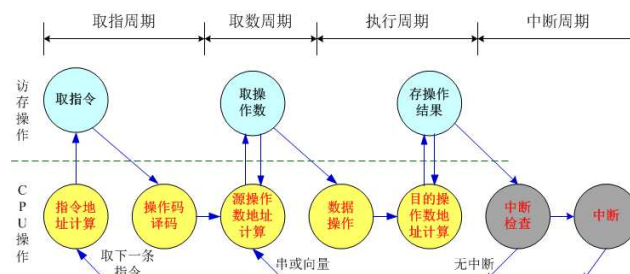 取指周期 取数周期 执行周期 中断周期
访存操作
取指令
取操
作数
存操作
结果
CPU操作
指令地
址计算
操作码
译码
源操作
数地址
计算
数据
操作
目的操
作数地
址计算
中断
检查
中断
取下一条
指令
串或向量
无中断